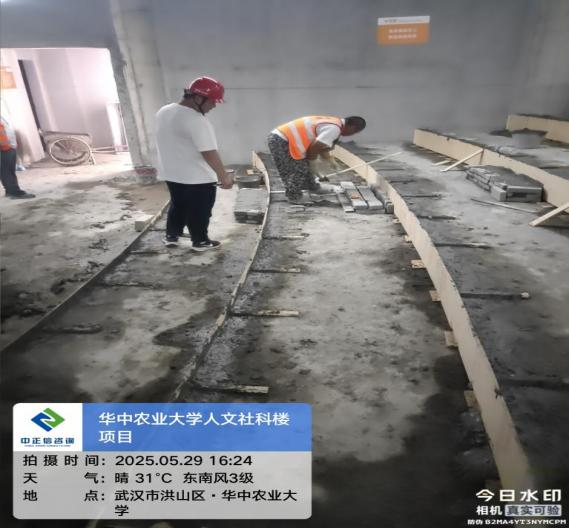 华中农业大学人文社科楼
项目
中正信咨询
拍摄时间：2025.05.29 16:24
天　　气：晴 31℃ 东南风3级
地　　点：武汉市洪山区·华中农业大
学
今日水印
相机 真实可验
防伪 B2MA4YT3NYMCPM